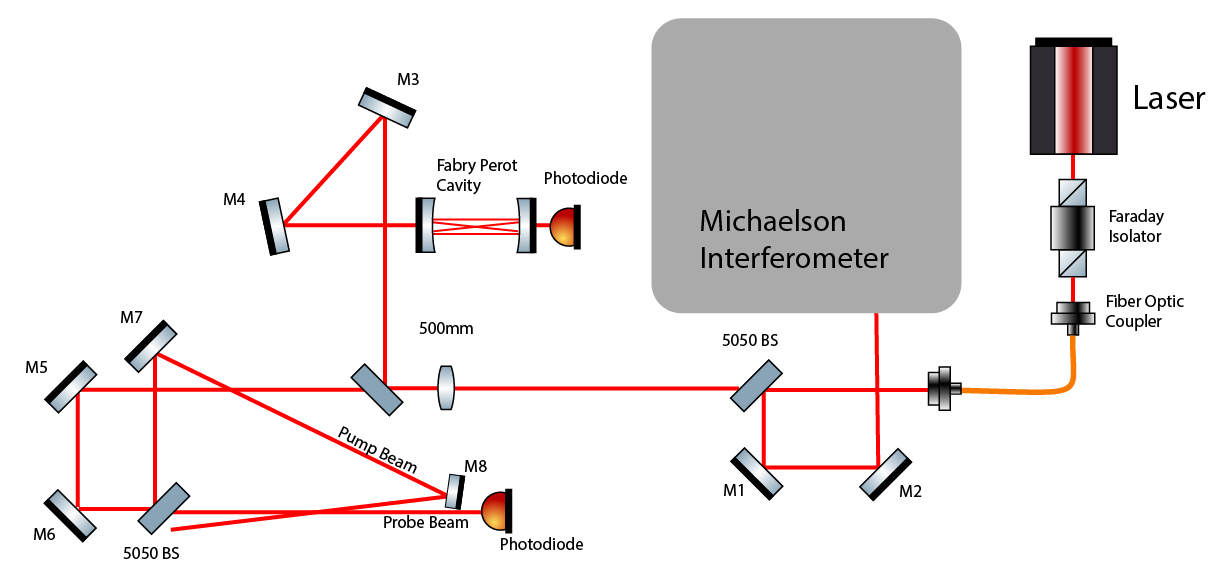 M3
Laser
Fabry Perot
Cavity
Photodiode
M4
Michaelson
Interferometer
Faraday
Isolator
Fiber Optic
Coupler
M7
500mm
5050 BS
M5
Pump Beam
M8
M1
M2
Probe Beam
M6
5050 BS
Photodiode